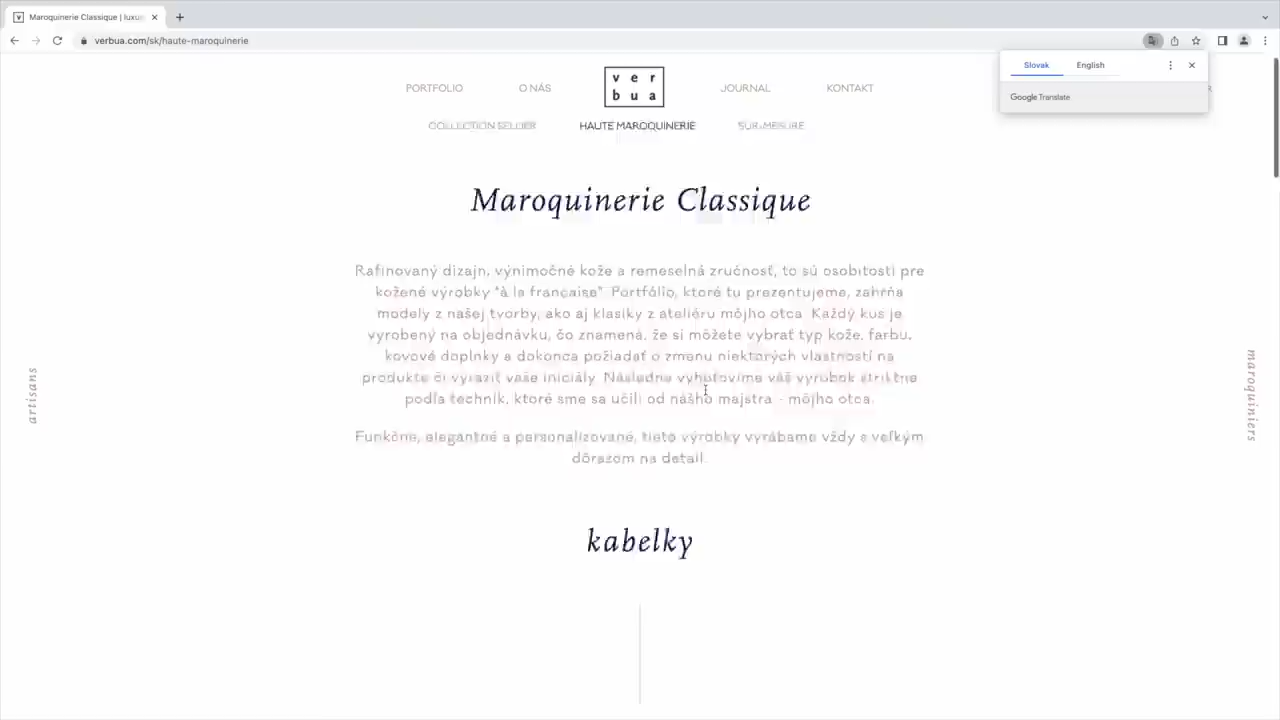 Maroquinerie Classique | luxu
verbua.com/sk/haute-maroquinerie
Slovak English
Google Translate
PORTFOLIO O NÁS ver JOURNAL KONTAKT
bua
COLLECTION SELLIER HAUTE MAROQUINERIE SUR-MESURE
Maroquinerie Classique
Rafinovaný dizajn, výnimočné kože a remeselná zručnosť, to sú osobitosti pre
kožené výrobky "à la française". Portfólio, ktoré tu prezentujeme, zahŕňa
modely z našej tvorby, ako aj klasiky z ateliéru môjho otca. Každý kus je
vyrobený na objednávku, čo znamená, že si môžete vybrať typ kože, farbu,
kovové doplnky a dokonca požiadať o zmenu niektorých vlastností na
produkte či vyraziť vaše iniciály. Následne vyhotovíme váš výrobok striktne
podľa techník, ktoré sme sa učili od nášho majstra - môjho otca.
Funkčné, elegantné a personalizované, tieto výrobky vyrábame vždy s veľkým
dôrazom na detail.
artisans
maroquiniers
kabelky